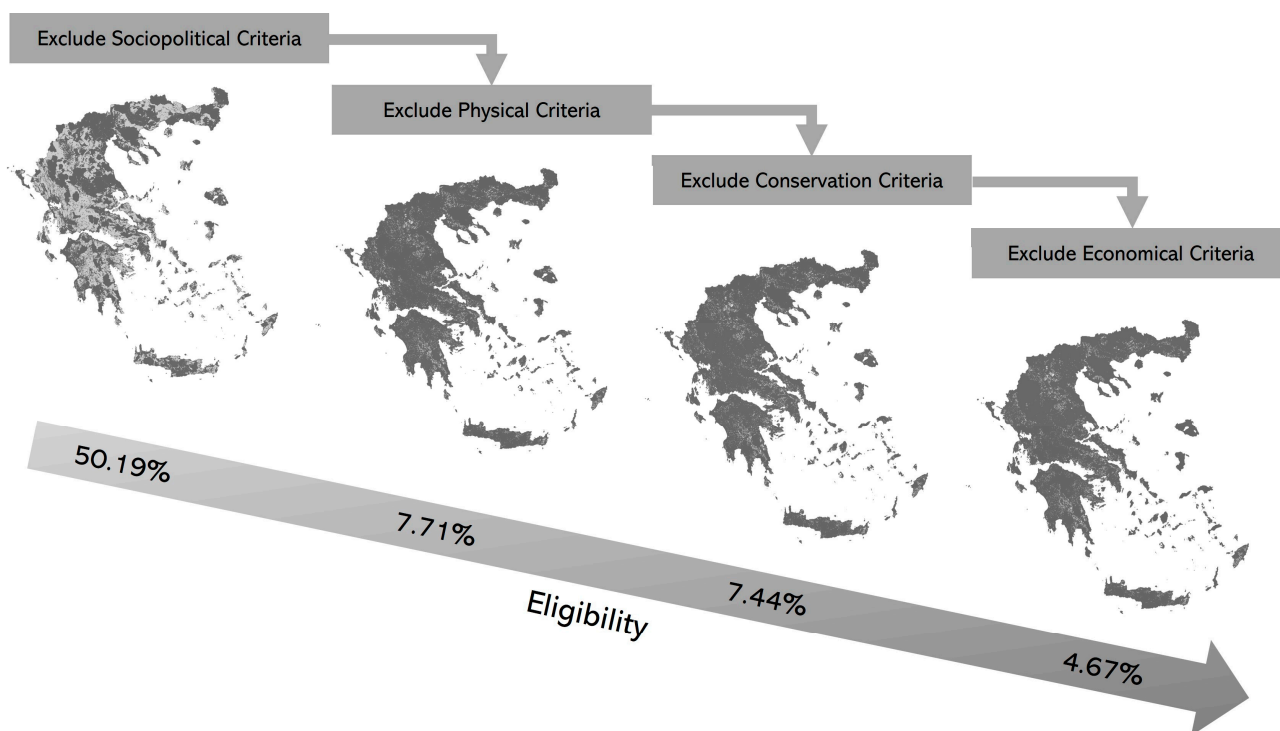 Exclude Sociopolitical Criteria
Exclude Physical Criteria
Exclude Conservation Criteria
Exclude Economical Criteria
50.19%
7.71%
7.44%
4.67%
Eligibility